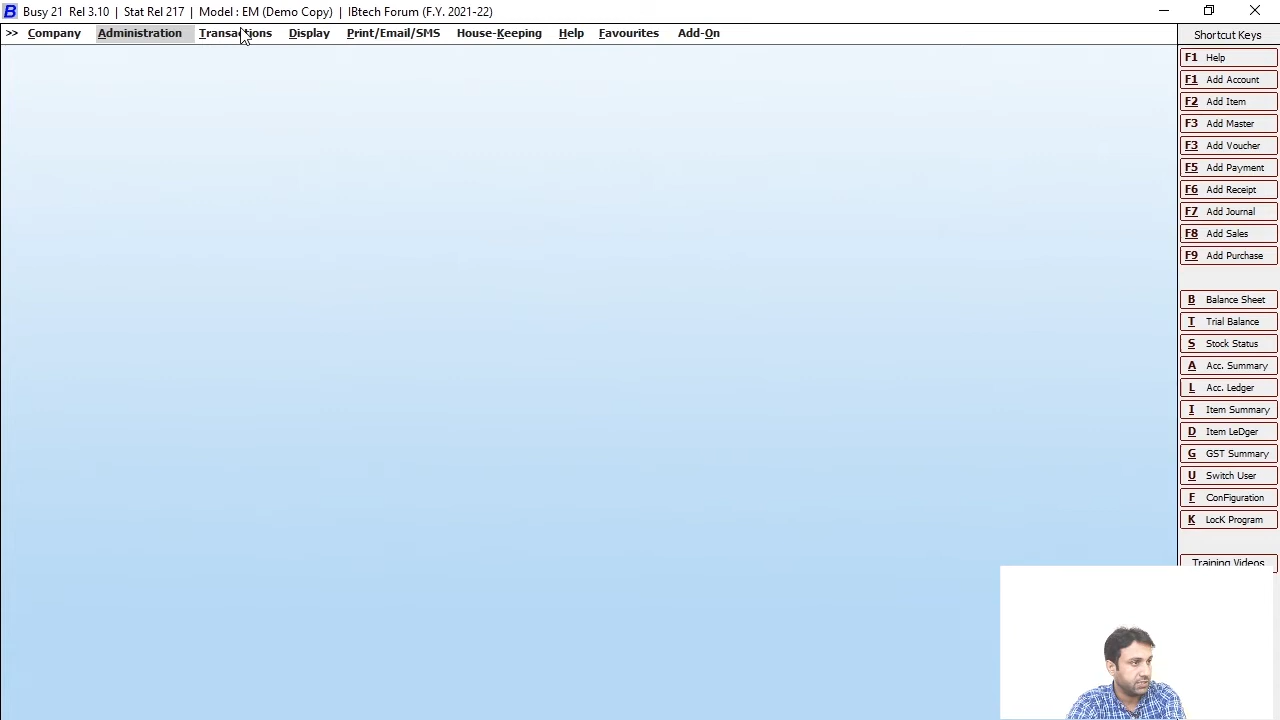 B Busy 21 Rel 3.10 | Stat Rel 217 | Model : EM (Demo Copy) | IBtech Forum (F.Y. 2021-22)
>> Company Administration Transactions Display Print/Email/SMS House-Keeping Help Favourites Add-On
Shortcut Keys
F1 Help
F1 Add Account
F2 Add Item
F3 Add Master
F3 Add Voucher
F5 Add Payment
F6 Add Receipt
F7 Add Journal
F8 Add Sales
F9 Add Purchase
B Balance Sheet
T Trial Balance
S Stock Status
A Acc. Summary
L Acc. Ledger
I Item Summary
D Item LeDger
G GST Summary
U Switch User
F ConFiguration
K LocK Program
Training Videos